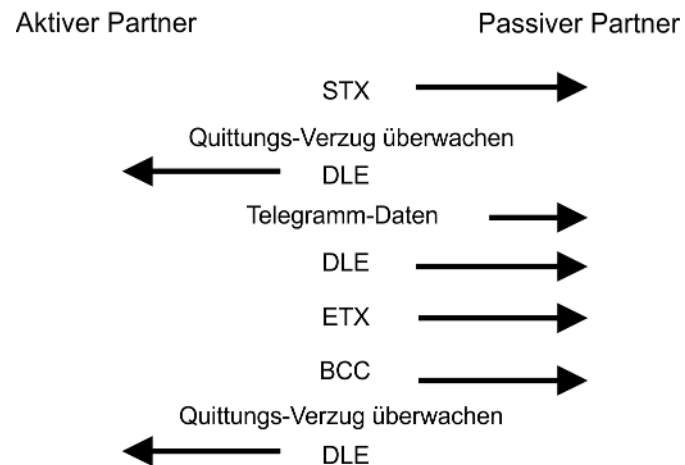 Aktiver Partner Passiver Partner
STX
Quittungs-Verzug überwachen
DLE
Telegramm-Daten
DLE
ETX
BCC
Quittungs-Verzug überwachen
DLE